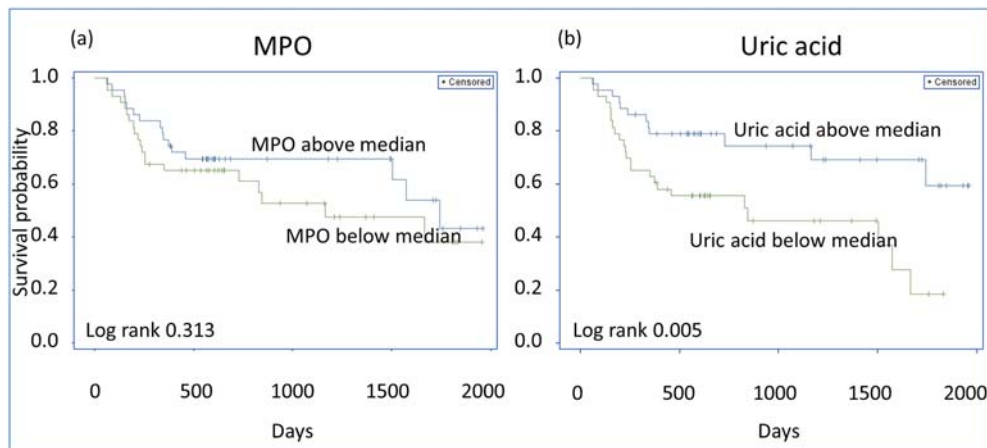 (a)
MPO
+ Censored
1.0
0.8
0.6
0.4
0.2
0.0
Survival probability
MPO above median
MPO below median
Log rank 0.313
0 500 1000 1500 2000
Days
(b)
Uric acid
+ Censored
1.0
0.8
0.6
0.4
0.2
0.0
Uric acid above median
Uric acid below median
Log rank 0.005
0 500 1000 1500 2000
Days